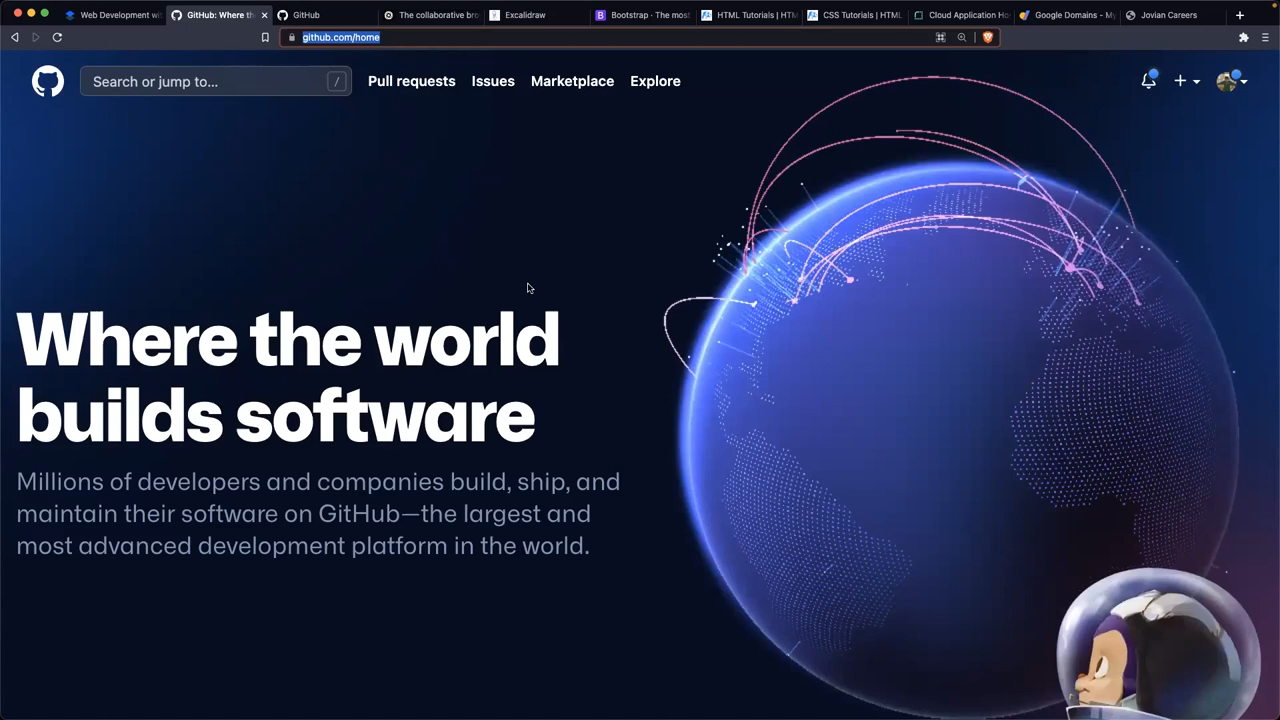 Web Development wit
GitHub: Where th
GitHub
The collaborative bro
Excalidraw
Bootstrap · The most
HTML Tutorials | HTM
CSS Tutorials | HTML
Cloud Application Ho
Google Domains - My
Jovian Careers
github.com/home
Search or jump to...
/
Pull requests
Issues
Marketplace
Explore
Where the world
builds software
Millions of developers and companies build, ship, and
maintain their software on GitHub—the largest and
most advanced development platform in the world.